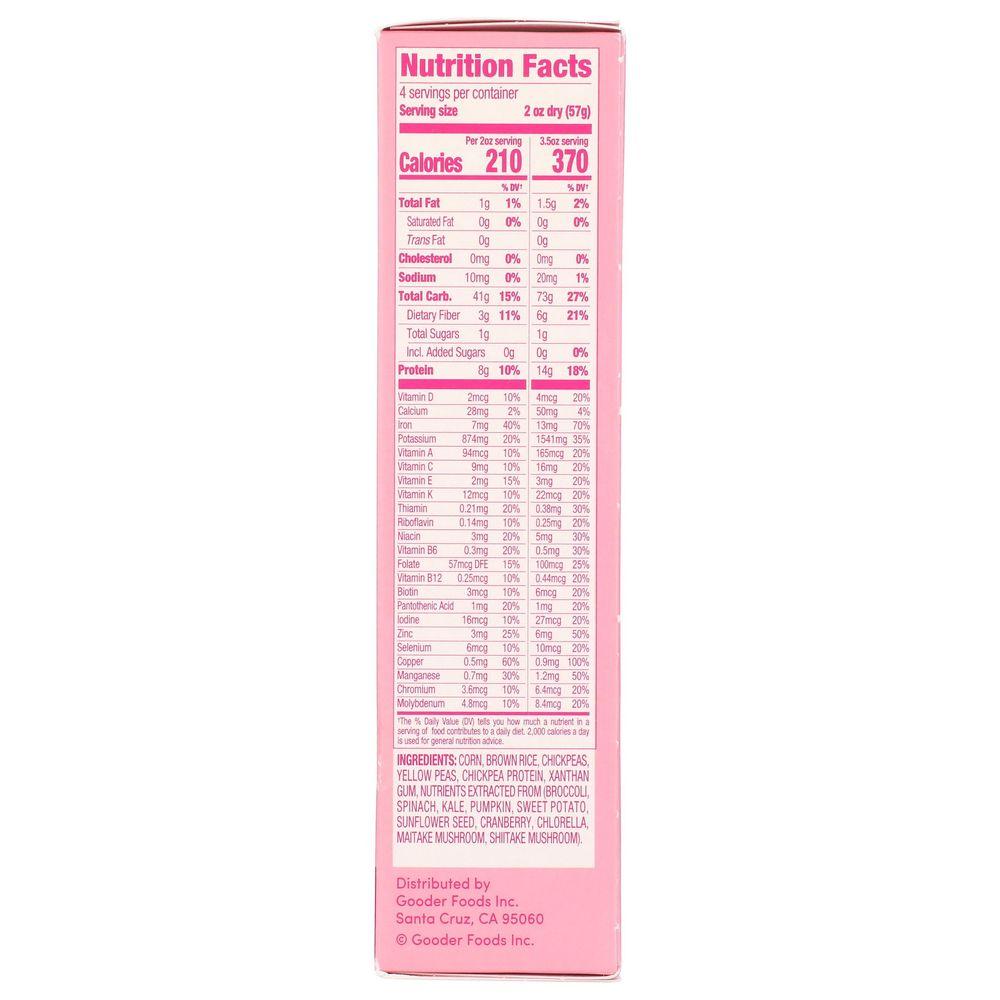 Nutrition Facts
4 servings per container
Serving size 2 oz dry (57g)
Per 2oz serving 3.5oz serving
Calories 210 370
% DV† % DV†
Total Fat 1g 1% 1.5g 2%
Saturated Fat 0g 0% 0g 0%
Trans Fat 0g 0g
Cholesterol 0mg 0% 0mg 0%
Sodium 10mg 0% 20mg 1%
Total Carb. 41g 15% 73g 27%
Dietary Fiber 3g 11% 6g 21%
Total Sugars 1g 1g
Incl. Added Sugars 0g 0g 0%
Protein 8g 10% 14g 18%
Vitamin D 2mcg 10% 4mcg 20%
Calcium 28mg 2% 50mg 4%
Iron 7mg 40% 13mg 70%
Potassium 874mg 20% 1541mg 35%
Vitamin A 94mcg 10% 165mcg 20%
Vitamin C 9mg 10% 16mg 20%
Vitamin E 2mg 15% 3mg 20%
Vitamin K 12mcg 10% 22mcg 20%
Thiamin 0.21mg 20% 0.38mg 30%
Riboflavin 0.14mg 10% 0.25mg 20%
Niacin 3mg 20% 5mg 30%
Vitamin B6 0.3mg 20% 0.5mg 30%
Folate 57mcg DFE 15% 100mcg 25%
Vitamin B12 0.25mcg 10% 0.44mcg 20%
Biotin 3mcg 10% 6mcg 20%
Pantothenic Acid 1mg 20% 1mg 20%
Iodine 16mcg 10% 27mcg 20%
Zinc 3mg 25% 6mg 50%
Selenium 6mcg 10% 10mcg 20%
Copper 0.5mg 60% 0.9mg 100%
Manganese 0.7mg 30% 1.2mg 50%
Chromium 3.6mcg 10% 6.4mcg 20%
Molybdenum 4.8mcg 10% 8.4mcg 20%
†The % Daily Value (DV) tells you how much a nutrient in a
serving of food contributes to a daily diet. 2,000 calories a day
is used for general nutrition advice.
INGREDIENTS: CORN, BROWN RICE, CHICKPEAS,
YELLOW PEAS, CHICKPEA PROTEIN, XANTHAN
GUM, NUTRIENTS EXTRACTED FROM (BROCCOLI,
SPINACH, KALE, PUMPKIN, SWEET POTATO,
SUNFLOWER SEED, CRANBERRY, CHLORELLA,
MAITAKE MUSHROOM, SHIITAKE MUSHROOM).
Distributed by
Gooder Foods Inc.
Santa Cruz, CA 95060
© Gooder Foods Inc.